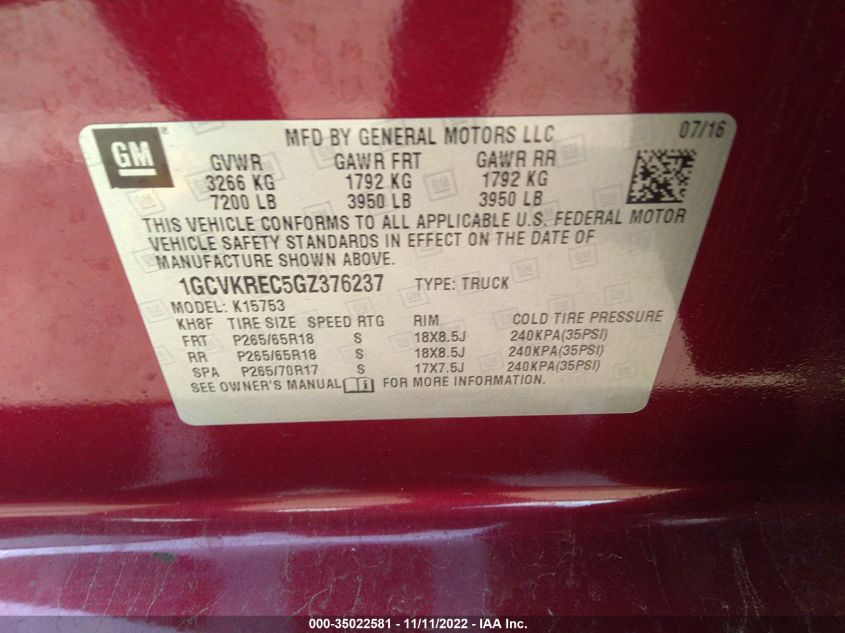 GM ®
MFD BY GENERAL MOTORS LLC 07/16
GVWR GAWR FRT GAWR RR
3266 KG 1792 KG 1792 KG
7200 LB 3950 LB 3950 LB
THIS VEHICLE CONFORMS TO ALL APPLICABLE U.S. FEDERAL MOTOR
VEHICLE SAFETY STANDARDS IN EFFECT ON THE DATE OF
MANUFACTURE SHOWN ABOVE.
1GCVKREC5GZ376237 TYPE: TRUCK
MODEL: K15753
KH8F TIRE SIZE SPEED RTG RIM COLD TIRE PRESSURE
FRT P265/65R18 S 18X8.5J 240KPA(35PSI)
RR P265/65R18 S 18X8.5J 240KPA(35PSI)
SPA P265/70R17 S 17X7.5J 240KPA(35PSI)
SEE OWNER'S MANUAL FOR MORE INFORMATION.
000-35022581 - 11/11/2022 - IAA Inc.